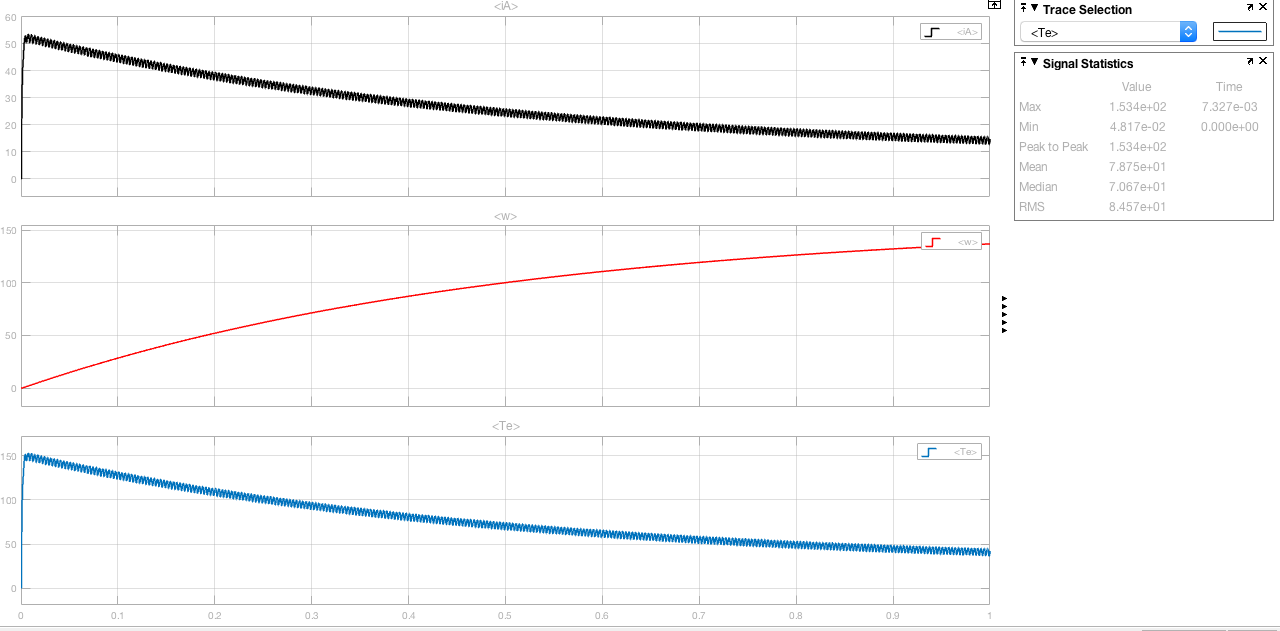 <iA>
60
50
40
30
20
10
0
<iA>
<w>
150
100
50
0
<w>
<Te>
150
100
50
0
<Te>
0 0.1 0.2 0.3 0.4 0.5 0.6 0.7 0.8 0.9 1
Trace Selection
<Te>
Signal Statistics
Value Time
Max 1.534e+02 7.327e-03
Min 4.817e-02 0.000e+00
Peak to Peak 1.534e+02
Mean 7.875e+01
Median 7.067e+01
RMS 8.457e+01